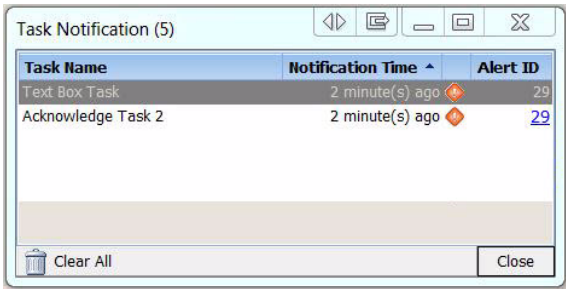 Task Notification (5)
Task Name Notification Time Alert ID
Text Box Task 2 minute(s) ago 29
Acknowledge Task 2 2 minute(s) ago 29
Clear All Close